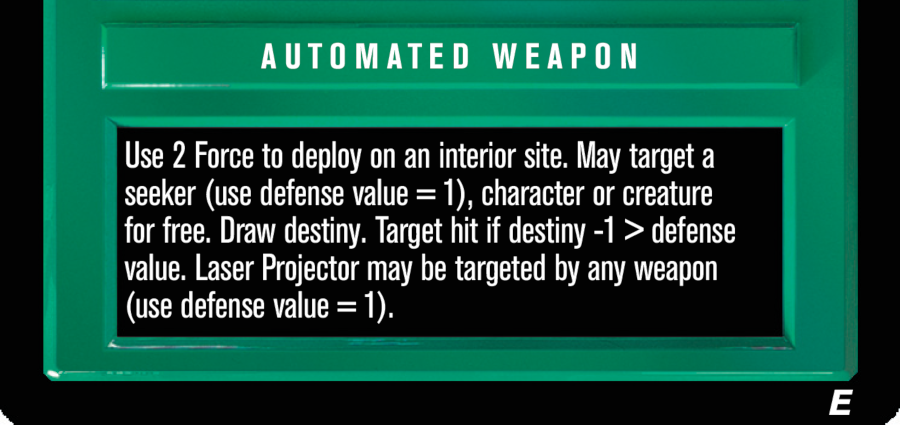 AUTOMATED WEAPON
Use 2 Force to deploy on an interior site. May target a
seeker (use defense value = 1), character or creature
for free. Draw destiny. Target hit if destiny -1 > defense
value. Laser Projector may be targeted by any weapon
(use defense value = 1).
E